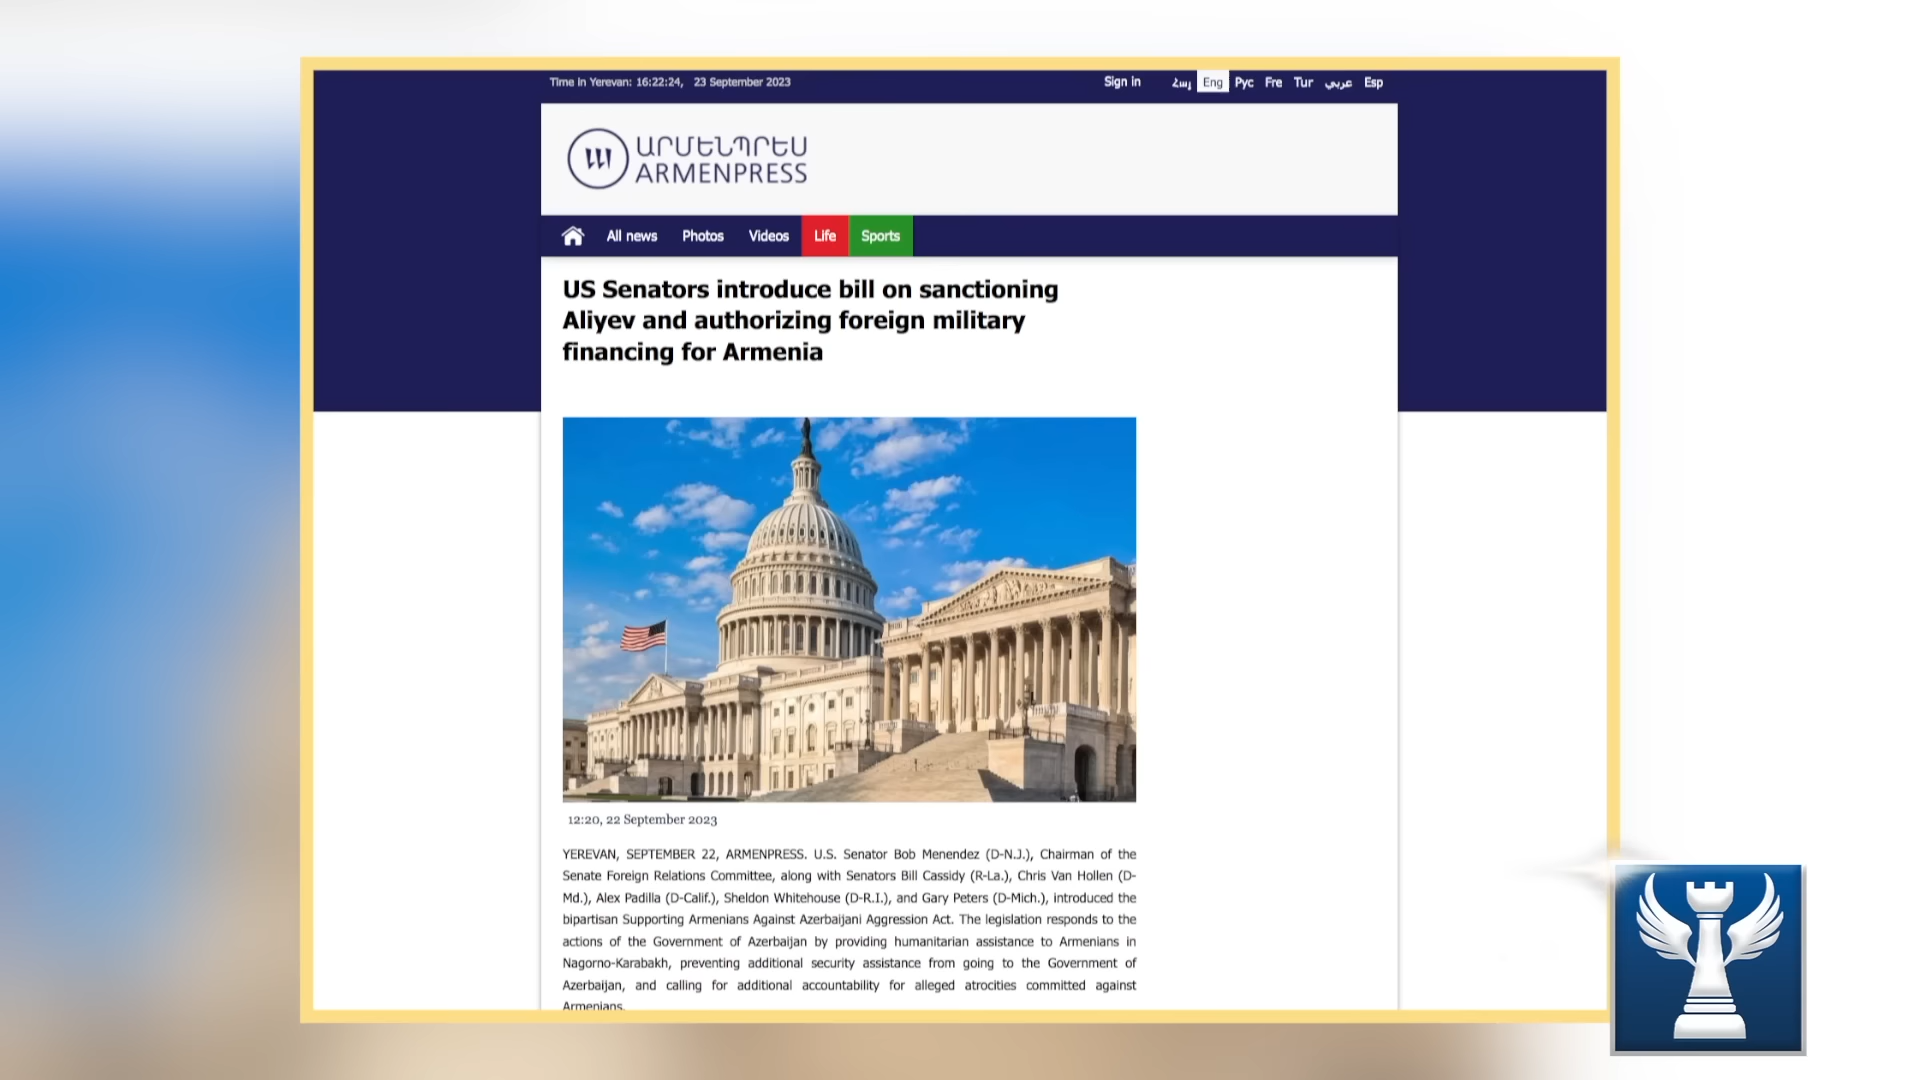 Time in Yerevan: 16:22:24, 23 September 2023
Sign in Հայ Eng Рус Fre Tur عربي Esp
ԱՐՄԵՆՊՐԵՍ
ARMENPRESS
All news Photos Videos Life Sports
US Senators introduce bill on sanctioning
Aliyev and authorizing foreign military
financing for Armenia
12:20, 22 September 2023
YEREVAN, SEPTEMBER 22, ARMENPRESS. U.S. Senator Bob Menendez (D-N.J.), Chairman of the
Senate Foreign Relations Committee, along with Senators Bill Cassidy (R-La.), Chris Van Hollen (D-
Md.), Alex Padilla (D-Calif.), Sheldon Whitehouse (D-R.I.), and Gary Peters (D-Mich.), introduced the
bipartisan Supporting Armenians Against Azerbaijani Aggression Act. The legislation responds to the
actions of the Government of Azerbaijan by providing humanitarian assistance to Armenians in
Nagorno-Karabakh, preventing additional security assistance from going to the Government of
Azerbaijan, and calling for additional accountability for alleged atrocities committed against
Armenians.